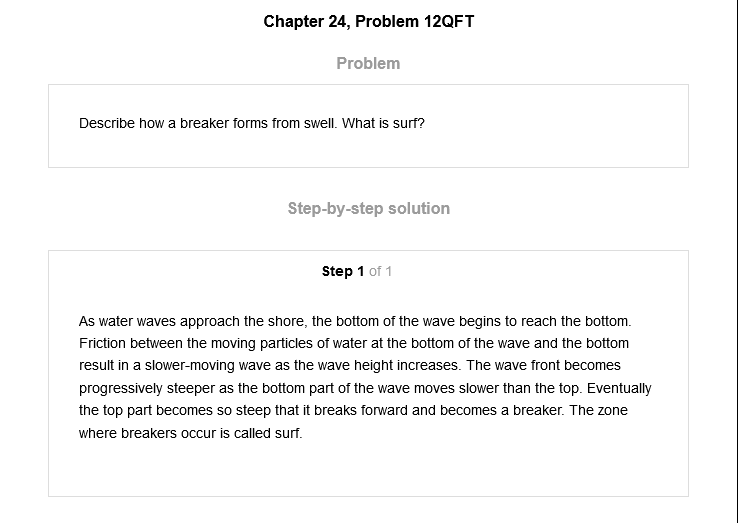 Chapter 24, Problem 12QFT
Problem
Describe how a breaker forms from swell. What is surf?
Step-by-step solution
Step 1 of 1
As water waves approach the shore, the bottom of the wave begins to reach the bottom.
Friction between the moving particles of water at the bottom of the wave and the bottom
result in a slower-moving wave as the wave height increases. The wave front becomes
progressively steeper as the bottom part of the wave moves slower than the top. Eventually
the top part becomes so steep that it breaks forward and becomes a breaker. The zone
where breakers occur is called surf.